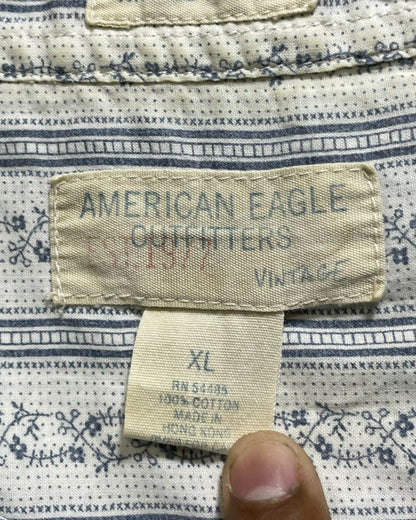 AMERICAN EAGLE
OUTFITTERS
EST. 1977
VINTAGE
XL
RN 54485
100% COTTON
MADE IN
HONG KONG